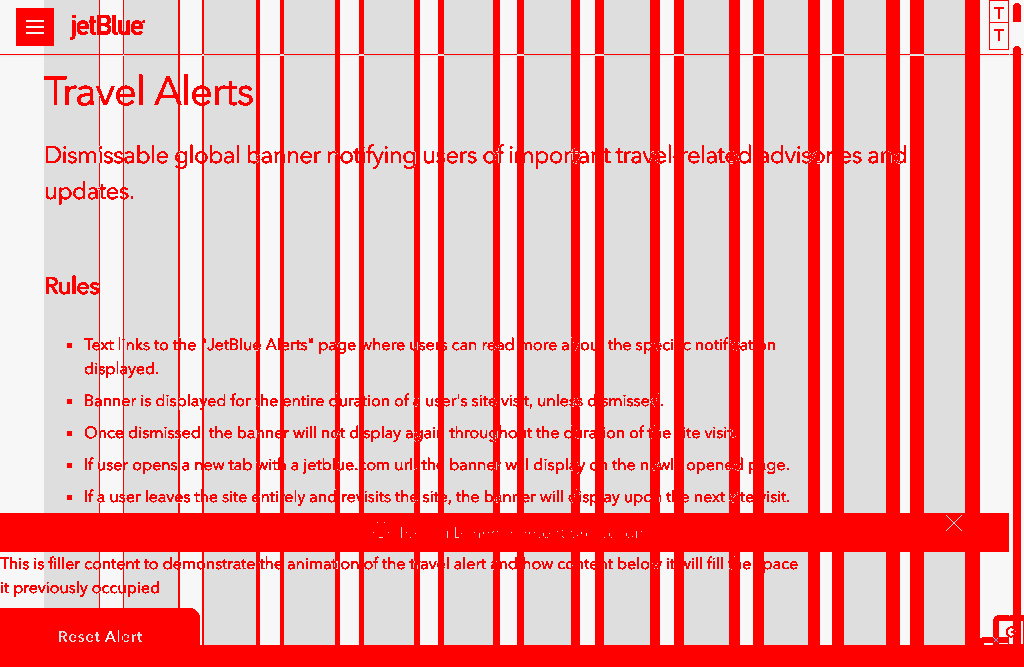 jetBlue
T
T
Travel Alerts
Dismissable global banner notifying users of important travel-related advisories and
updates.
Rules
Text links to the "JetBlue Alerts" page where users can read more about the specific notification
displayed.
Banner is displayed for the entire duration of a user's site visit, unless dismissed.
Once dismissed, the banner will not display again throughout the duration of the site visit.
If user opens a new tab with a jetblue.com url, the banner will display on the newly opened page.
If a user leaves the site entirely and revisits the site, the banner will display upon the next site visit.
This is filler content to demonstrate the animation of the travel alert and how content below it will fill the space
it previously occupied
Reset Alert